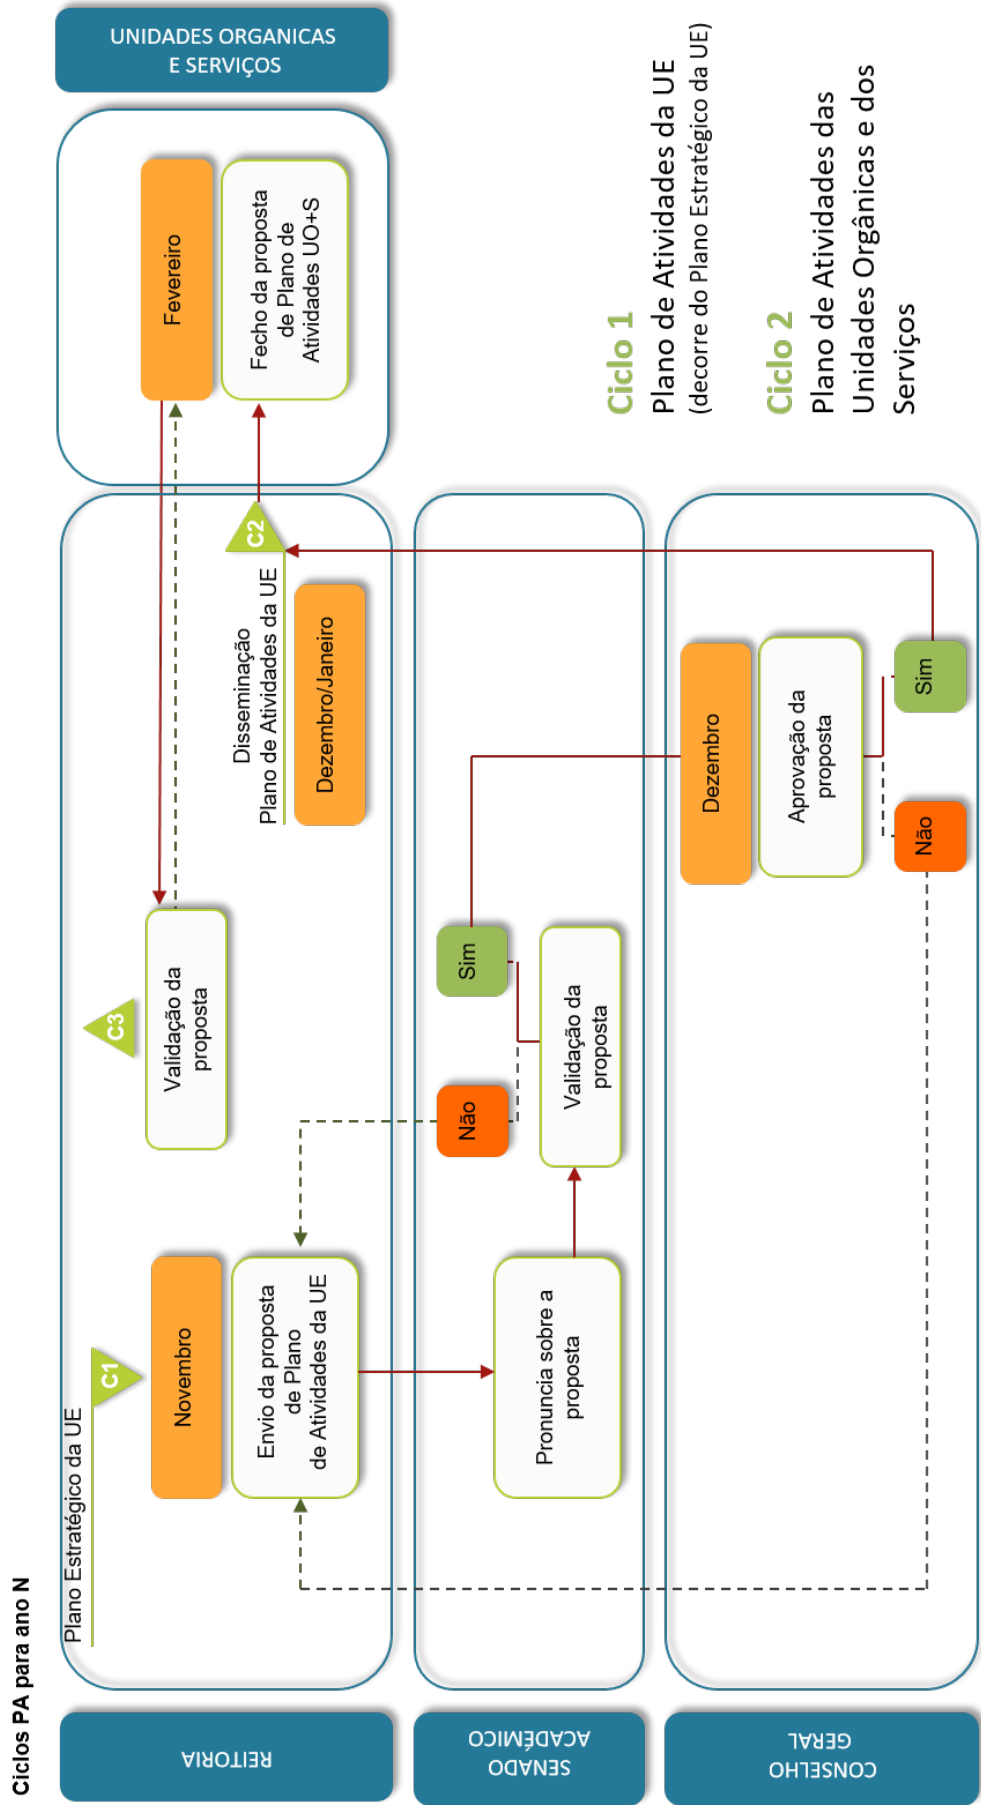 Ciclos PA para ano N
REITORIA
Plano Estratégico da UE
C1
Novembro
Envio da proposta
de Plano
de Atividades da UE
C3
Validação da
proposta
Disseminação
Plano de Atividades da UE
C2
Dezembro/Janeiro
UNIDADES ORGANICAS
E SERVIÇOS
Fevereiro
Fecho da proposta
de Plano de
Atividades UO+S
SENADO
ACADÉMICO
Pronuncia sobre a
proposta
Não
Sim
Validação da
proposta
CONSELHO
GERAL
Dezembro
Aprovação da
proposta
Não
Sim
Ciclo 1
Plano de Atividades da UE
(decorre do Plano Estratégico da UE)
Ciclo 2
Plano de Atividades das
Unidades Orgânicas e dos
Serviços